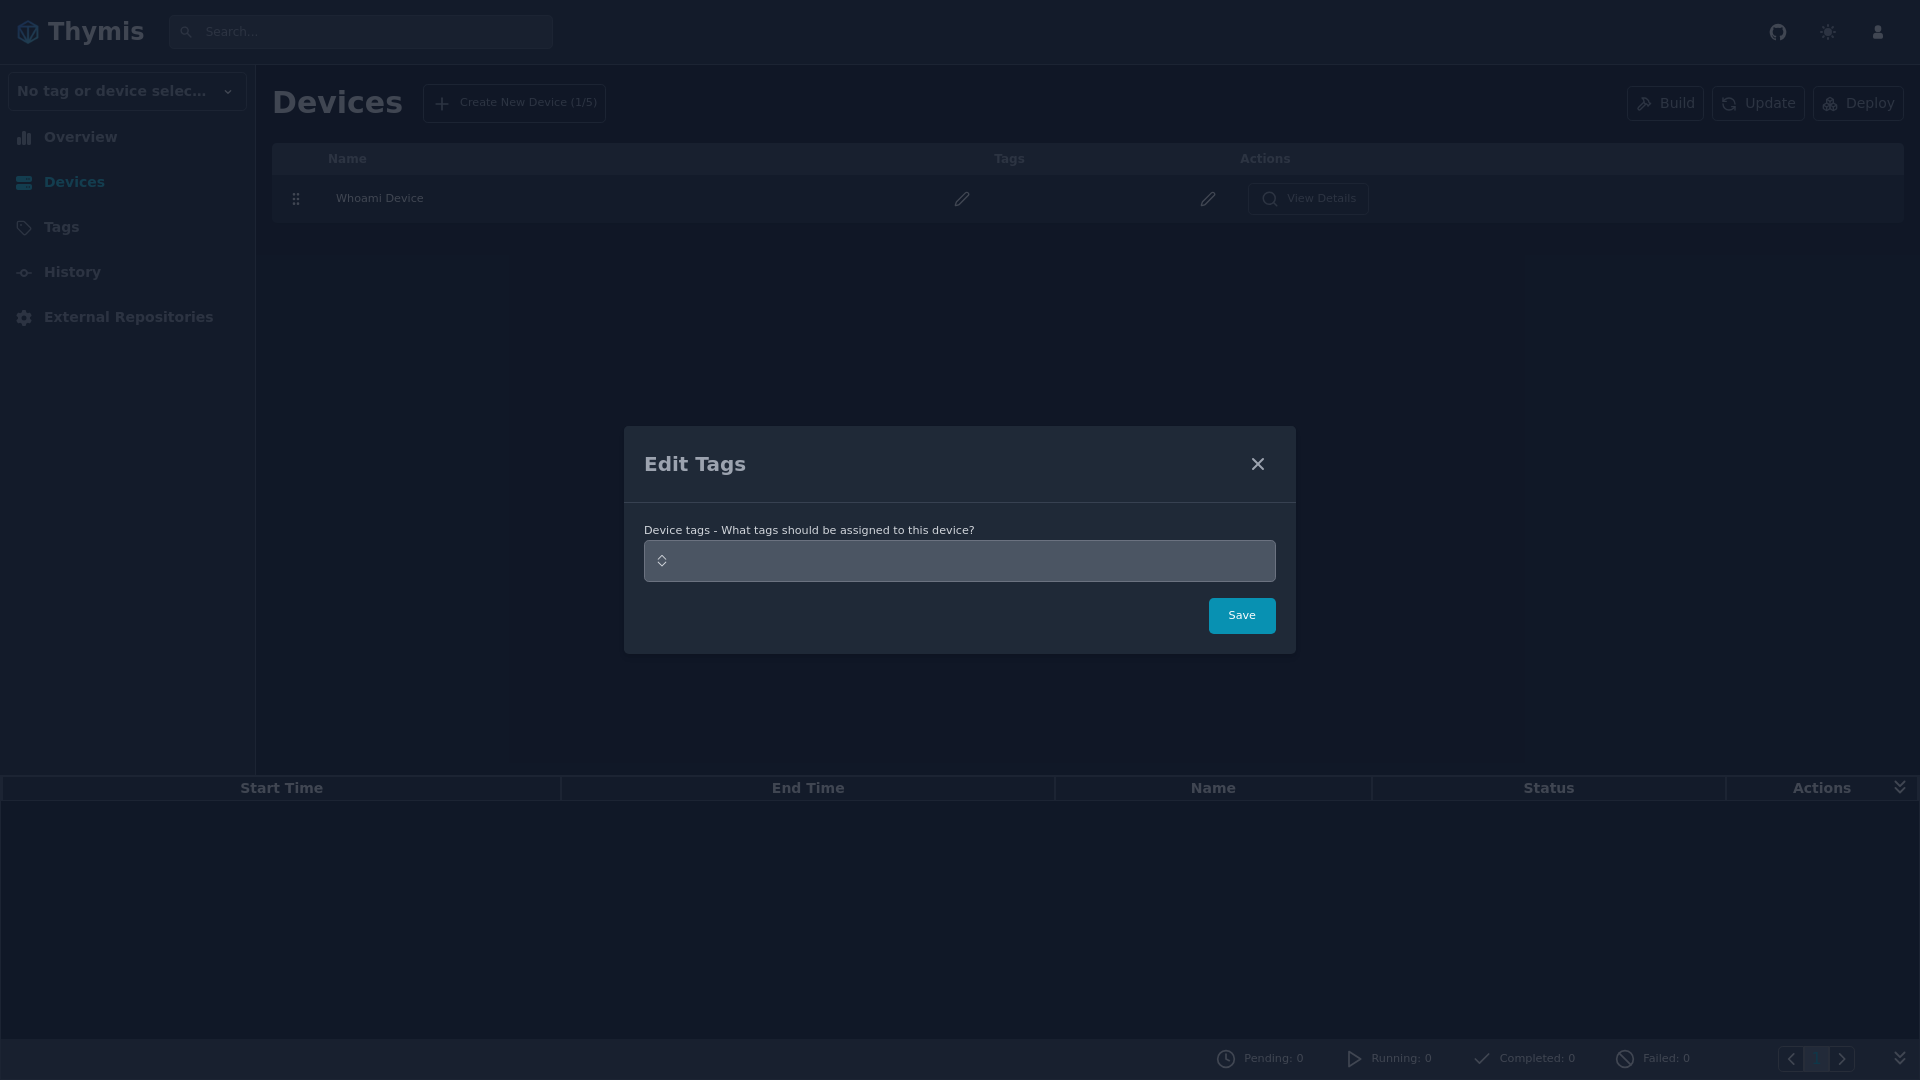 Thymis
Search...
No tag or device selec...
Overview
Devices
Tags
History
External Repositories
Devices
Create New Device (1/5)
Build
Update
Deploy
Name
Tags
Actions
Whoami Device
View Details
Edit Tags
Device tags - What tags should be assigned to this device?
Save
Start Time
End Time
Name
Status
Actions
Pending: 0
Running: 0
Completed: 0
Failed: 0